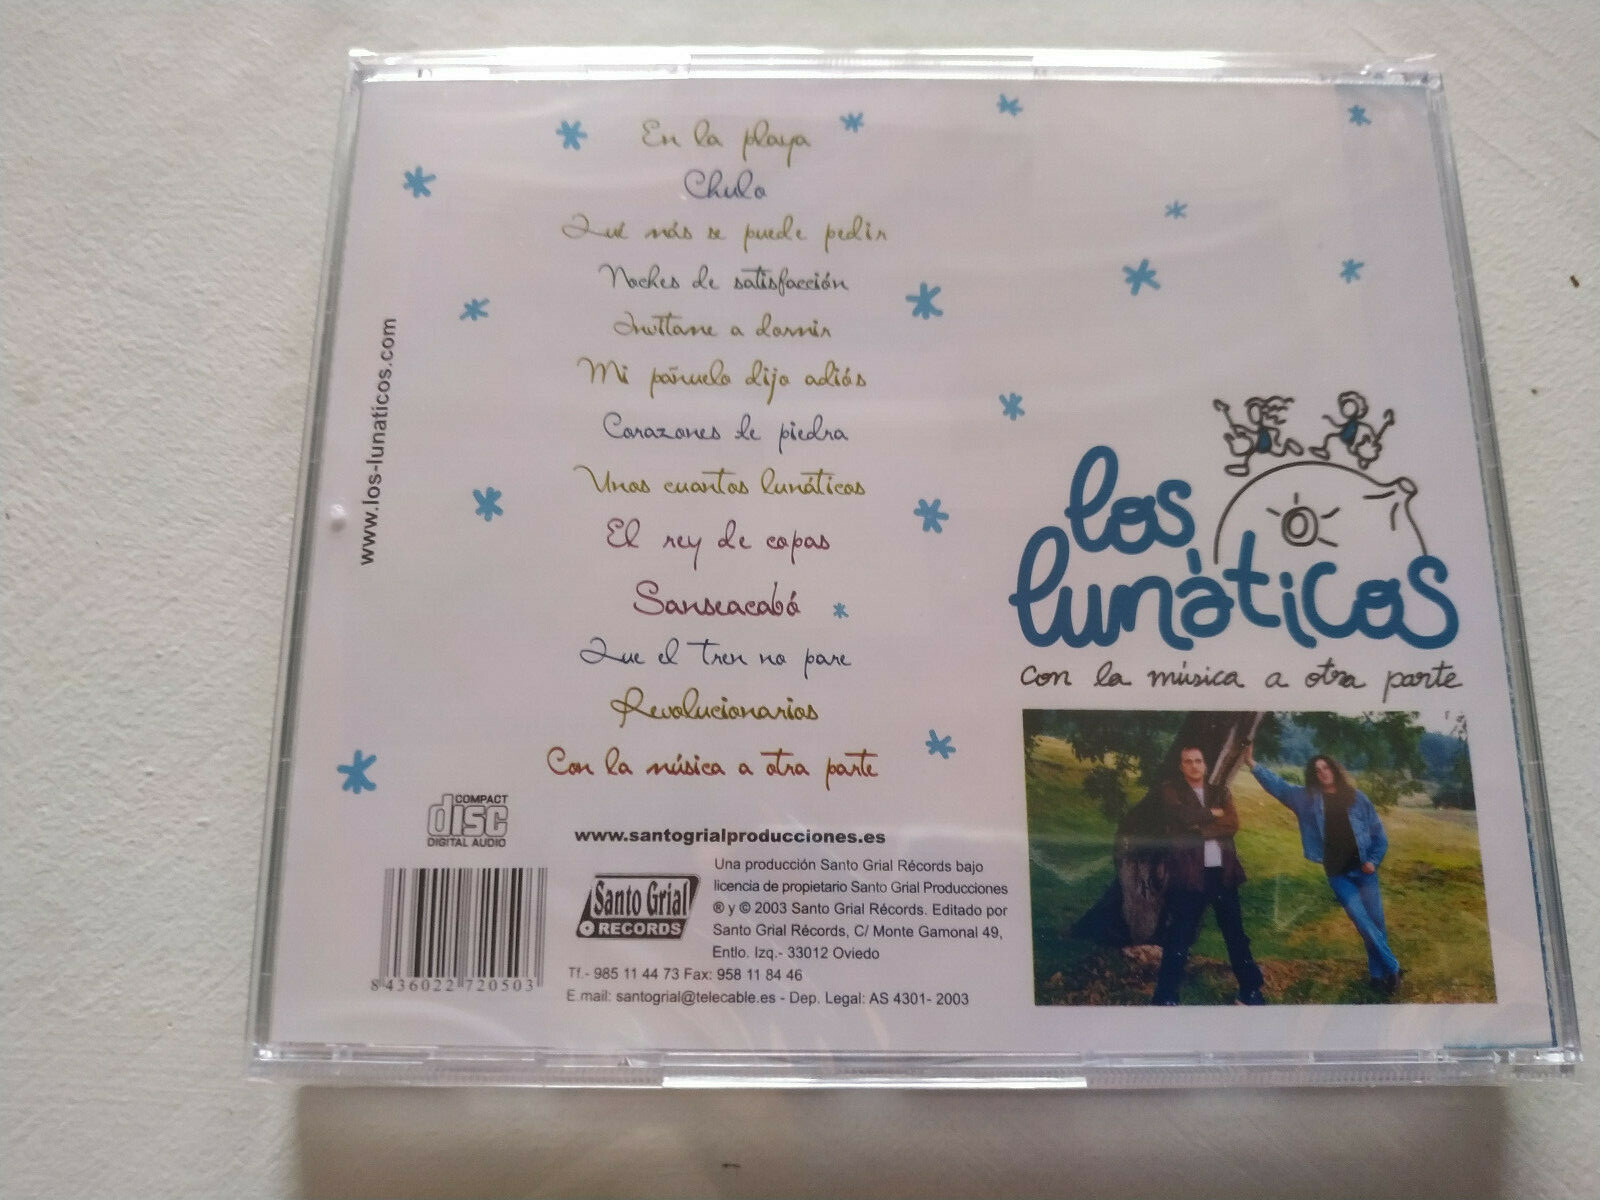 En la playa
Chulo
Qué más se puede pedir
Noches de satisfacción
Invítame a dormir
Mi pañuelo dijo adiós
Corazones de piedra
Unos cuantos lunáticos
El rey de copas
Sanseacabó
Que el tren no pare
Revolucionarios
Con la música a otra parte
www.los-lunaticos.com
los
lunàticos
con la música a otra parte
COMPACT
disc
DIGITAL AUDIO
8 436022 720503
www.santogrialproducciones.es
Santo Grial
RECORDS
Una producción Santo Grial Récords bajo
licencia de propietario Santo Grial Producciones
® y © 2003 Santo Grial Récords. Editado por
Santo Grial Récords, C/ Monte Gamonal 49,
Entlo. Izq.- 33012 Oviedo
Tf.- 985 11 44 73 Fax: 958 11 84 46
E.mail: santogrial@telecable.es - Dep. Legal: AS 4301- 2003